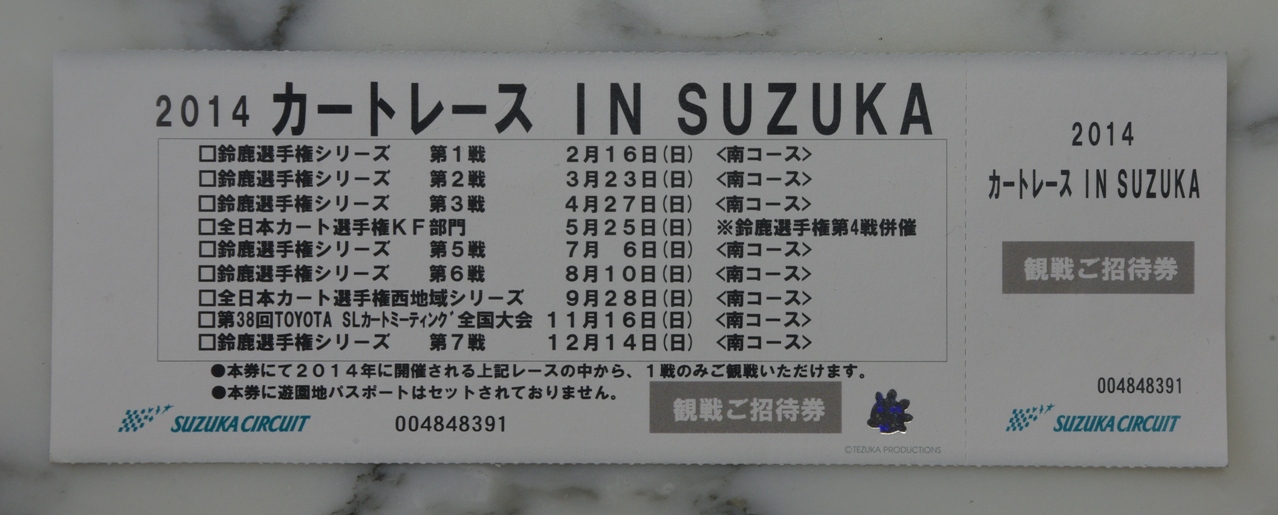 2014 カートレース IN SUZUKA
□鈴鹿選手権シリーズ 第1戦 2月16日(日) <南コース>
□鈴鹿選手権シリーズ 第2戦 3月23日(日) <南コース>
□鈴鹿選手権シリーズ 第3戦 4月27日(日) <南コース>
□全日本カート選手権KF部門 5月25日(日) ※鈴鹿選手権第4戦併催
□鈴鹿選手権シリーズ 第5戦 7月 6日(日) <南コース>
□鈴鹿選手権シリーズ 第6戦 8月10日(日) <南コース>
□全日本カート選手権西地域シリーズ 9月28日(日) <南コース>
□第38回TOYOTA SLカートミーティング全国大会 11月16日(日) <南コース>
□鈴鹿選手権シリーズ 第7戦 12月14日(日) <南コース>
●本券にて2014年に開催される上記レースの中から、1戦のみご観戦いただけます。
●本券に遊園地パスポートはセットされておりません。
SUZUKA CIRCUIT 004848391 観戦ご招待券
©TEZUKA PRODUCTIONS
2014
カートレース IN SUZUKA
観戦ご招待券
004848391
SUZUKA CIRCUIT